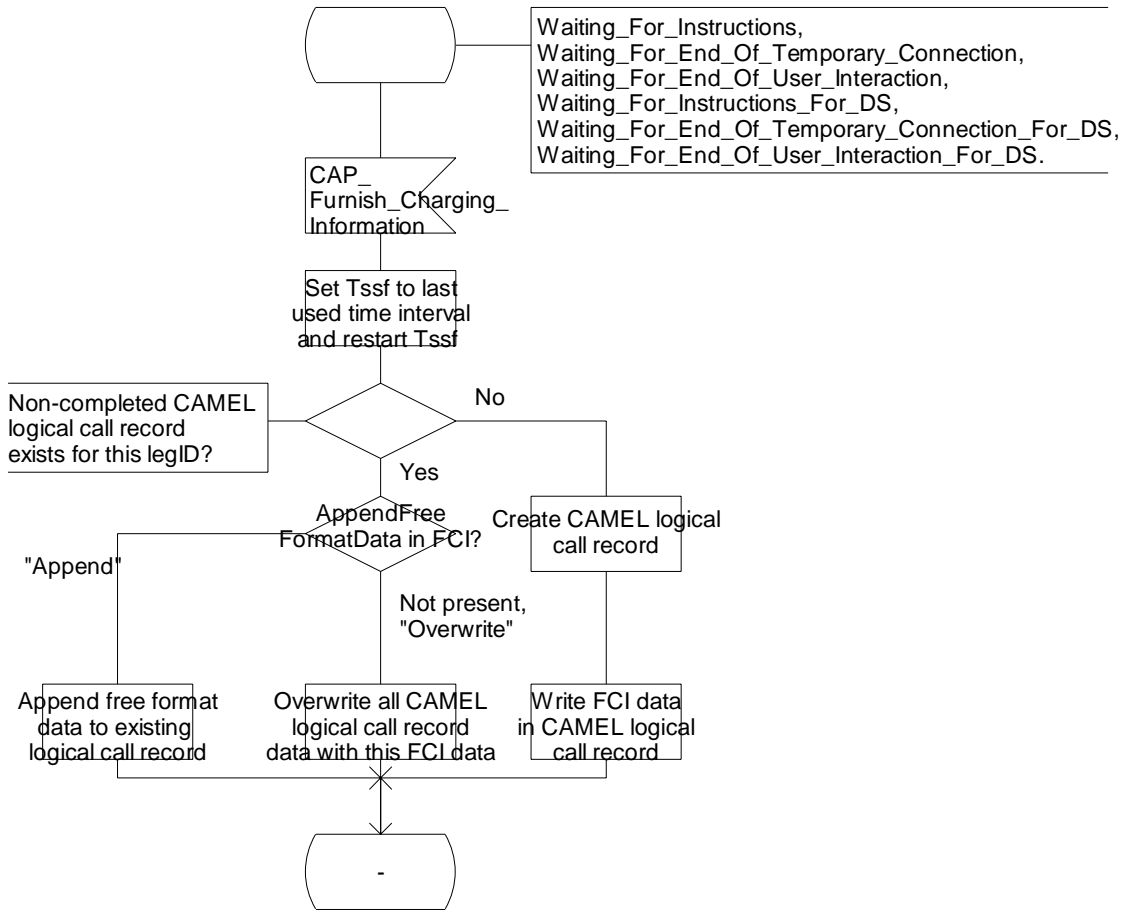 Waiting_For_Instructions,
Waiting_For_End_Of_Temporary_Connection,
Waiting_For_End_Of_User_Interaction,
Waiting_For_Instructions_For_DS,
Waiting_For_End_Of_Temporary_Connection_For_DS,
Waiting_For_End_Of_User_Interaction_For_DS.
CAP_
Furnish_Charging_
Information
Set Tssf to last
used time interval
and restart Tssf
No
Non-completed CAMEL
logical call record
exists for this legID?
Yes
AppendFree
FormatData in FCI?
Create CAMEL logical
call record
"Append"
Not present,
"Overwrite"
Append free format
data to existing
logical call record
Overwrite all CAMEL
logical call record
data with this FCI data
Write FCI data
in CAMEL logical
call record
-